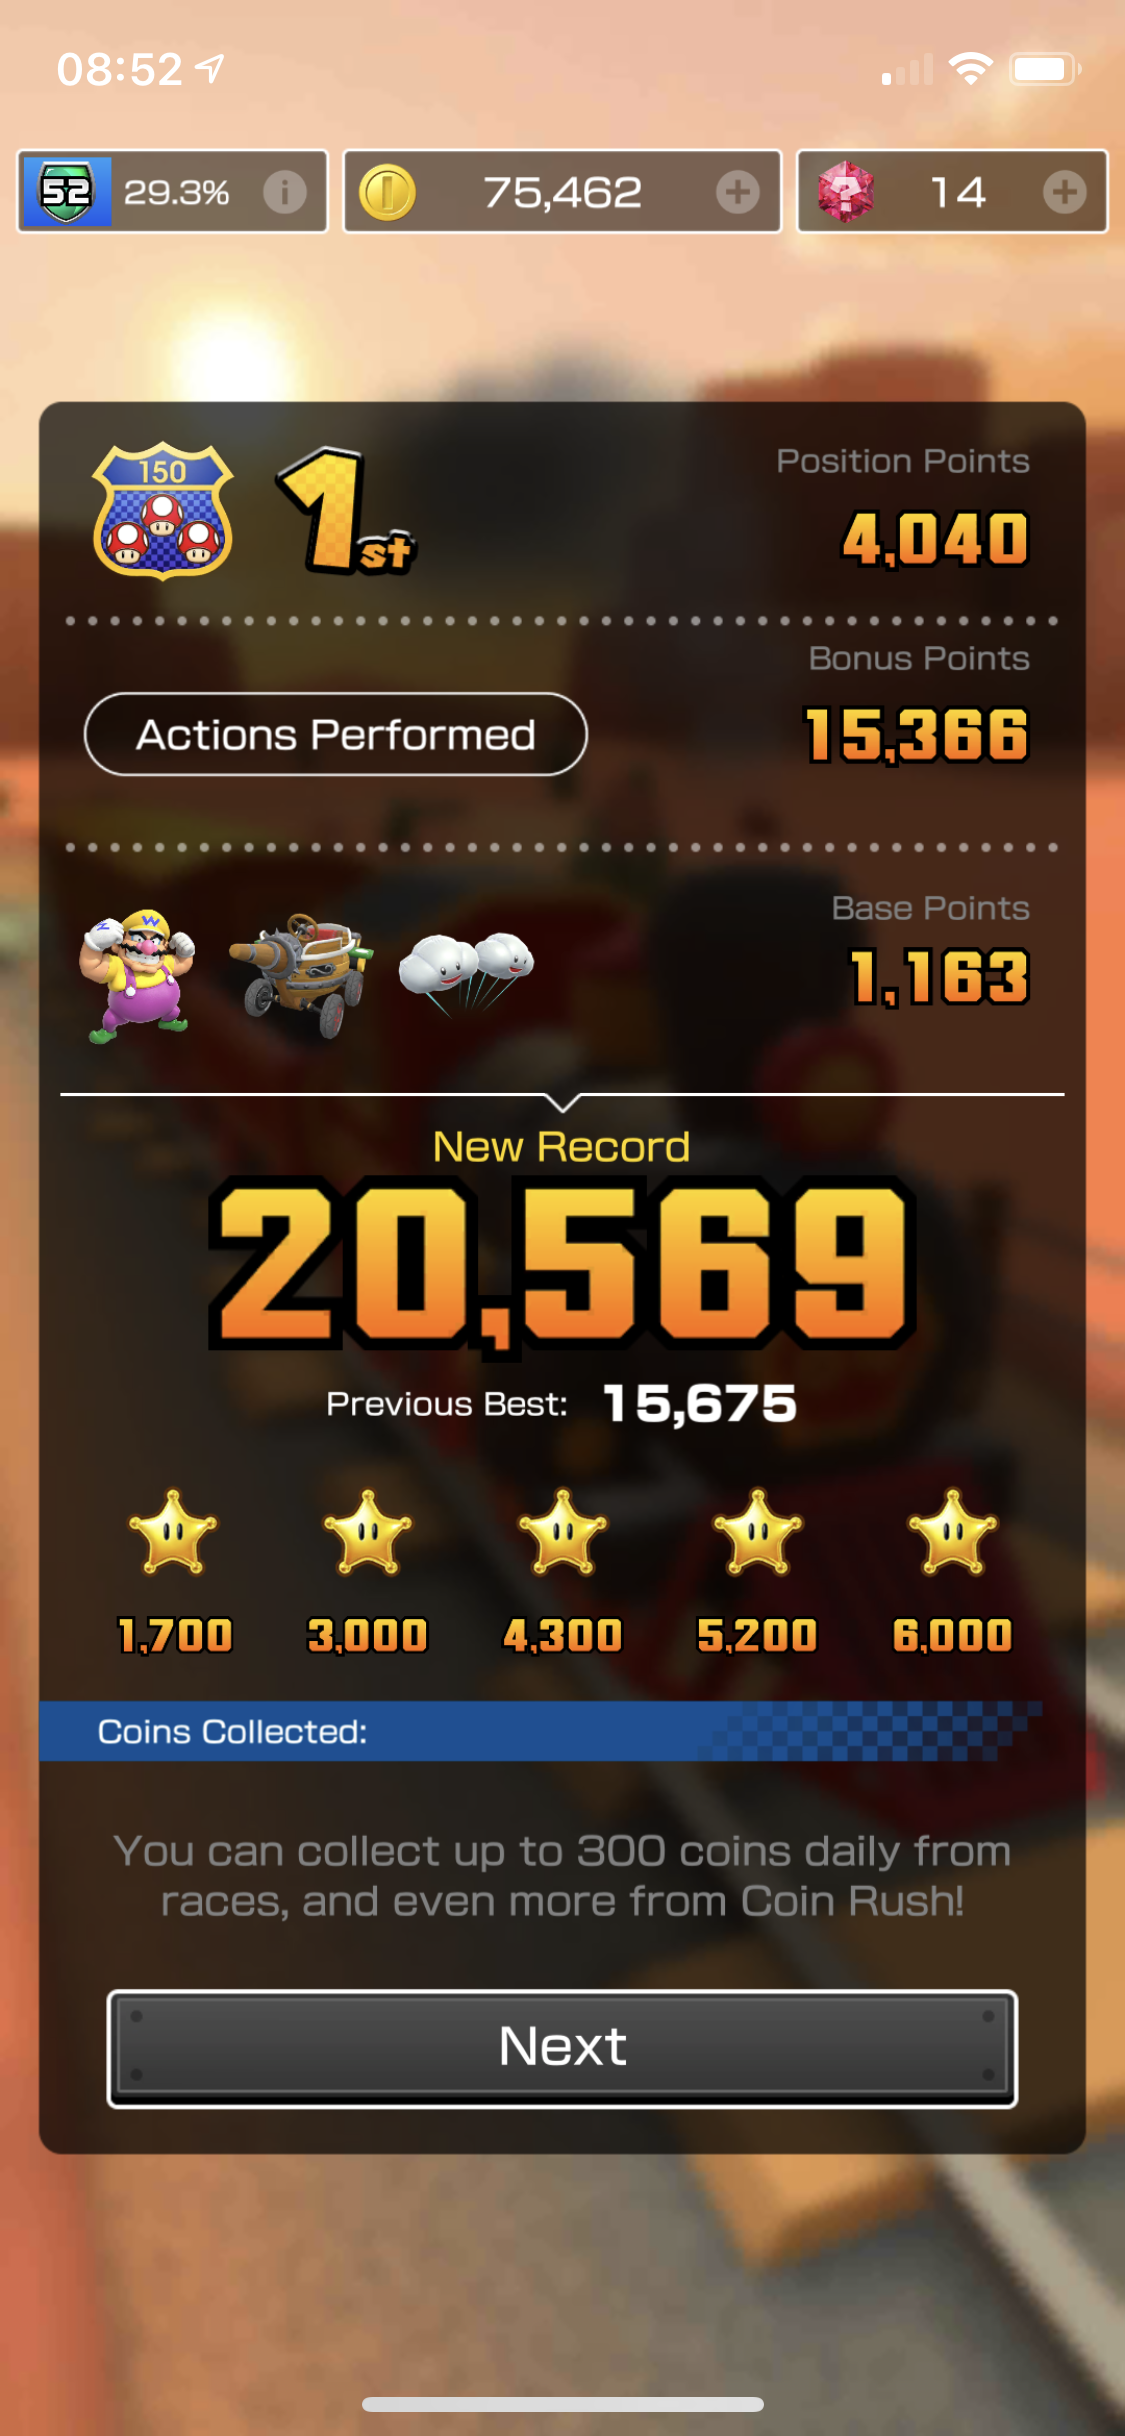 08:52
52 29.3% i 75,462 + ? 14 +
150 1st Position Points
4,040
Bonus Points
Actions Performed 15,366
Base Points
1,163
New Record
20,569
Previous Best: 15,675
1,700 3,000 4,300 5,200 6,000
Coins Collected:
You can collect up to 300 coins daily from
races, and even more from Coin Rush!
Next